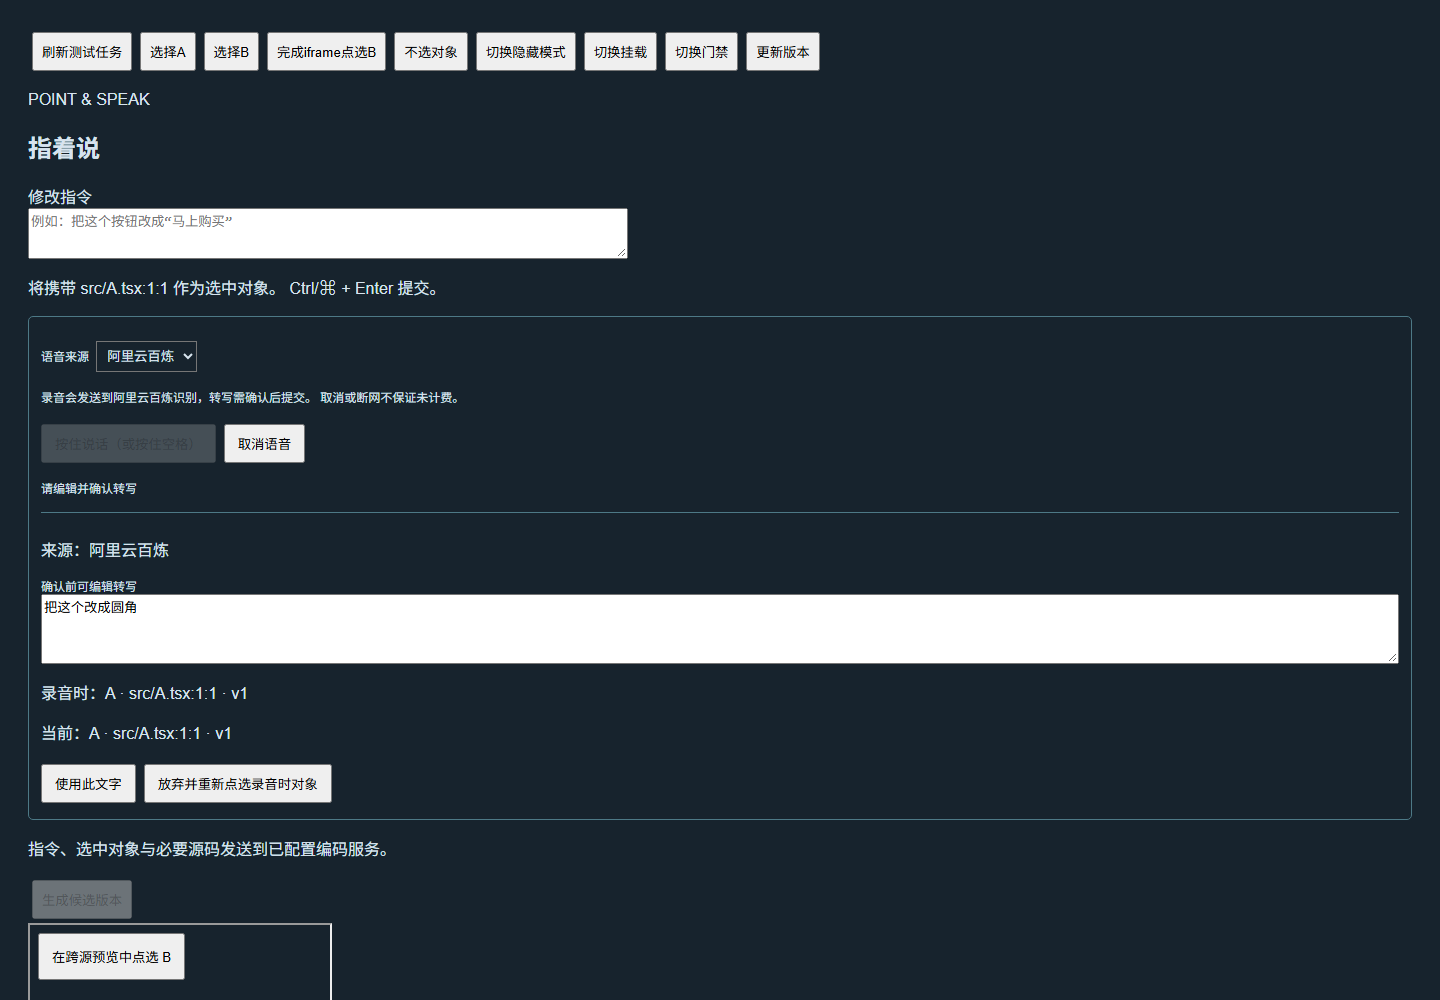 刷新测试任务 选择A 选择B 完成iframe点选B 不选对象 切换隐藏模式 切换挂载 切换门禁 更新版本
POINT & SPEAK
指着说
修改指令
例如：把这个按钮改成“马上购买”
将携带 src/A.tsx:1:1 作为选中对象。 Ctrl/⌘ + Enter 提交。
语音来源 阿里云百炼
录音会发送到阿里云百炼识别，转写需确认后提交。 取消或断网不保证未计费。
按住说话（或按住空格） 取消语音
请编辑并确认转写
来源：阿里云百炼
确认前可编辑转写
把这个改成圆角
录音时：A · src/A.tsx:1:1 · v1
当前：A · src/A.tsx:1:1 · v1
使用此文字 放弃并重新点选录音时对象
指令、选中对象与必要源码发送到已配置编码服务。
生成候选版本
在跨源预览中点选 B